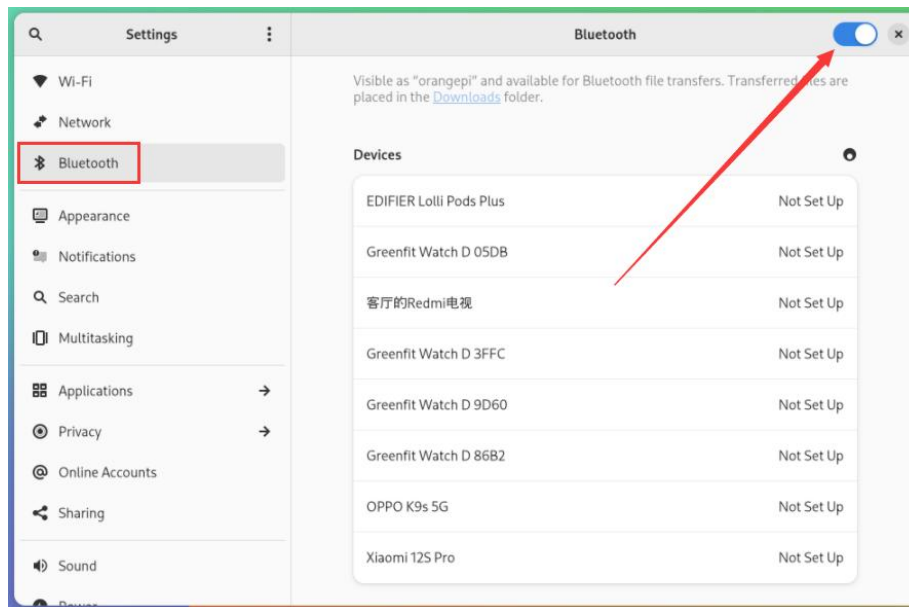 Settings
Wi-Fi
Network
Bluetooth
Appearance
Notifications
Search
Multitasking
Applications
Privacy
Online Accounts
Sharing
Sound
Power
Bluetooth
Visible as "orangepi" and available for Bluetooth file transfers. Transferred files are
placed in the Downloads folder.
Devices
EDIFIER Lolli Pods Plus Not Set Up
Greenfit Watch D 05DB Not Set Up
客厅的Redmi电视 Not Set Up
Greenfit Watch D 3FFC Not Set Up
Greenfit Watch D 9D60 Not Set Up
Greenfit Watch D 86B2 Not Set Up
OPPO K9s 5G Not Set Up
Xiaomi 12S Pro Not Set Up